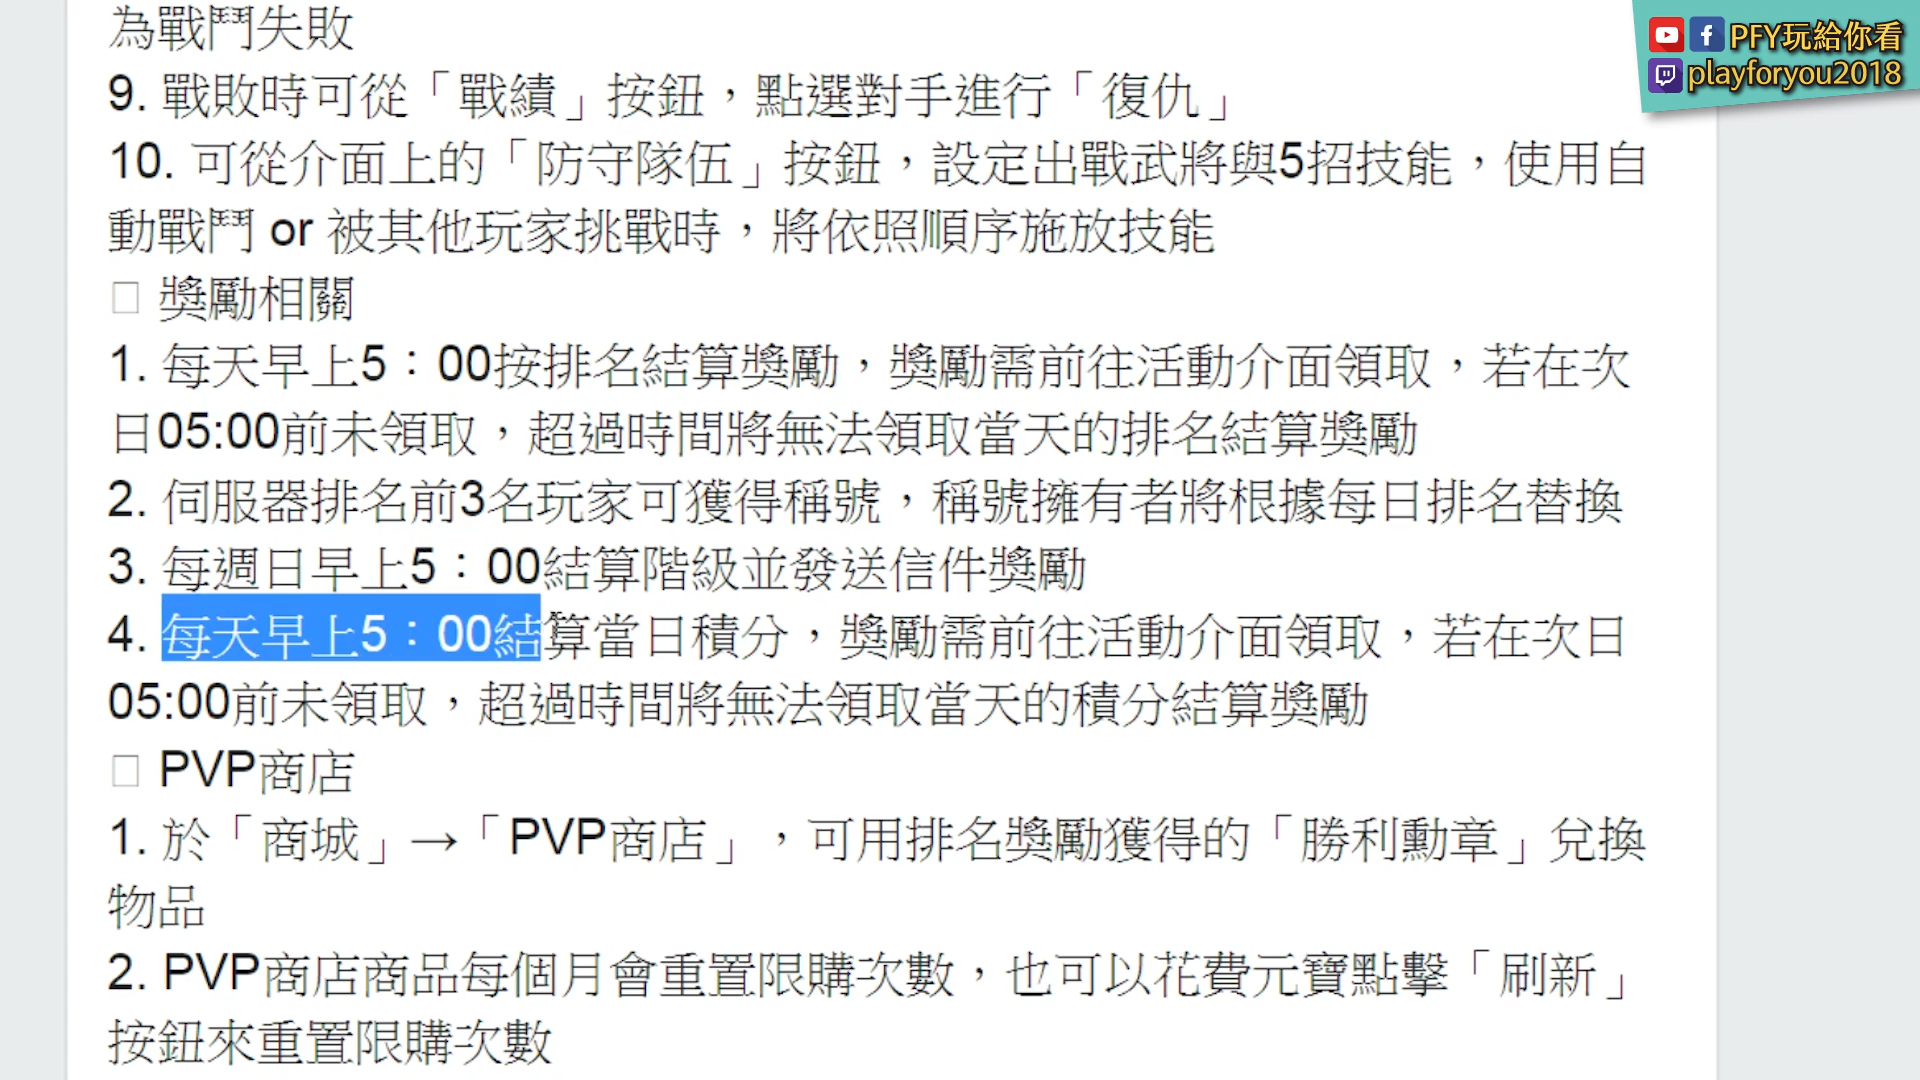 為戰鬥失敗
9. 戰敗時可從「戰績」按鈕，點選對手進行「復仇」
10. 可從介面上的「防守隊伍」按鈕，設定出戰武將與5招技能，使用自
動戰鬥 or 被其他玩家挑戰時，將依照順序施放技能
獎勵相關
1. 每天早上5：00按排名結算獎勵，獎勵需前往活動介面領取，若在次
日05:00前未領取，超過時間將無法領取當天的排名結算獎勵
2. 伺服器排名前3名玩家可獲得稱號，稱號擁有者將根據每日排名替換
3. 每週日早上5：00結算階級並發送信件獎勵
4. 每天早上5：00結算當日積分，獎勵需前往活動介面領取，若在次日
05:00前未領取，超過時間將無法領取當天的積分結算獎勵
PVP商店
1. 於「商城」→「PVP商店」，可用排名獎勵獲得的「勝利勳章」兌換
物品
2. PVP商店商品每個月會重置限購次數，也可以花費元寶點擊「刷新」
按鈕來重置限購次數
PFY玩給你看
playforyou2018